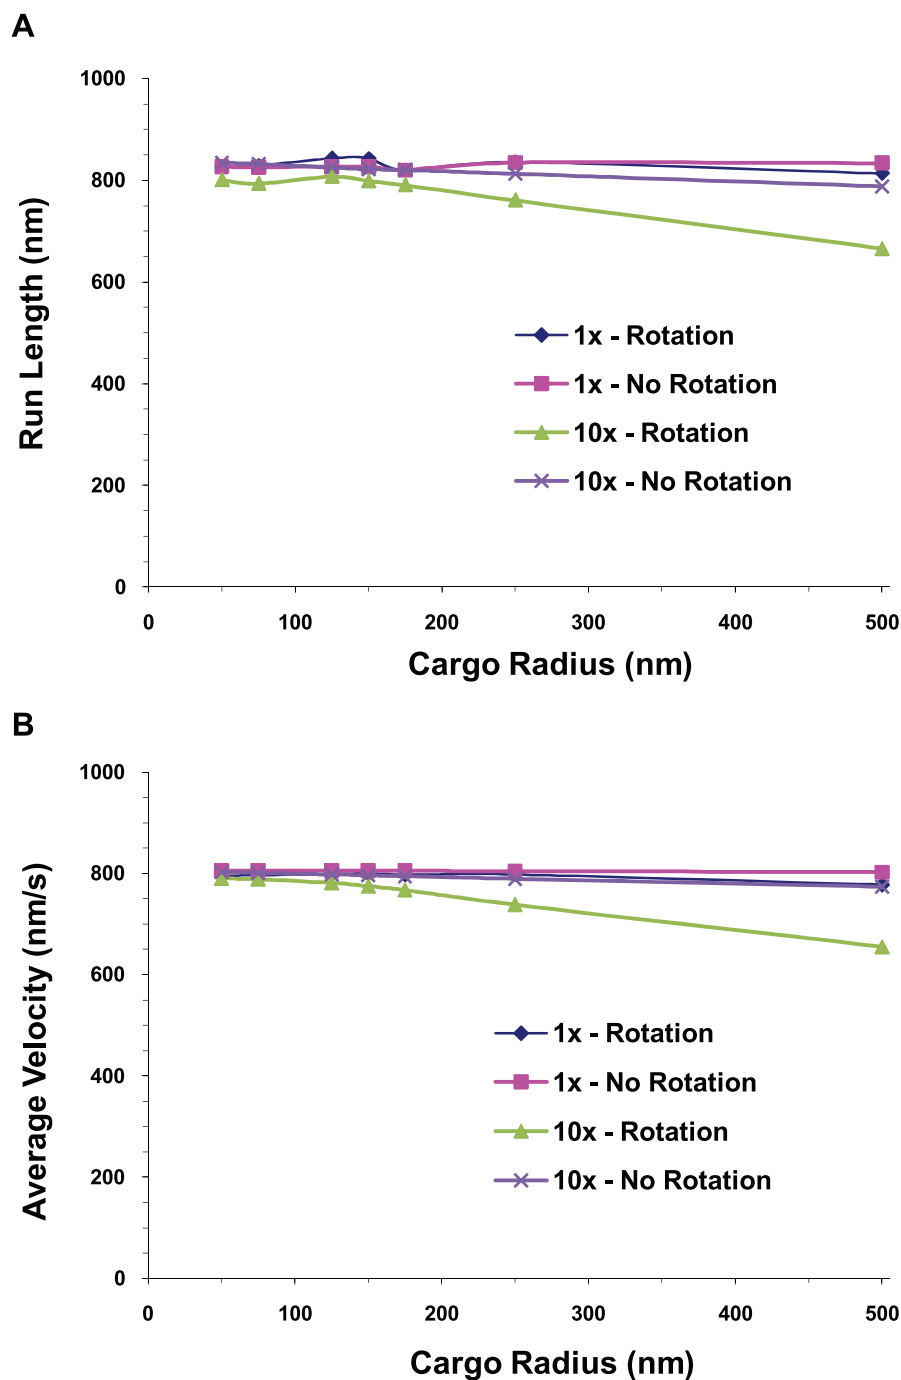 A
1000
800
600
400
200
0
Run Length (nm)
1x - Rotation
1x - No Rotation
10x - Rotation
10x - No Rotation
0 100 200 300 400 500
Cargo Radius (nm)
B
1000
800
600
400
200
0
Average Velocity (nm/s)
1x - Rotation
1x - No Rotation
10x - Rotation
10x - No Rotation
0 100 200 300 400 500
Cargo Radius (nm)